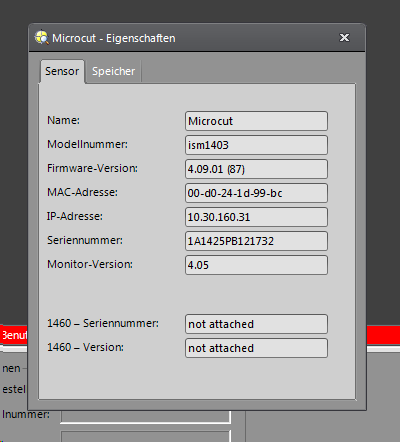 Microcut - Eigenschaften
Sensor Speicher
Name: Microcut
Modellnummer: ism1403
Firmware-Version: 4.09.01 (87)
MAC-Adresse: 00-d0-24-1d-99-bc
IP-Adresse: 10.30.160.31
Seriennummer: 1A1425PB121732
Monitor-Version: 4.05
1460 – Seriennummer: not attached
1460 – Version: not attached
Benut
nen
estel
lnummer: